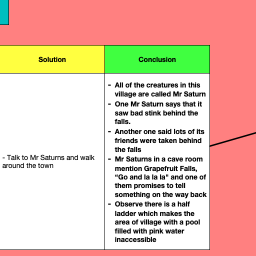 Solution
Conclusion
- Talk to Mr Saturns and walk
around the town
- All of the creatures in this
village are called Mr Saturn
- One Mr Saturn says that it
saw bad stink behind the
falls.
- Another one said lots of its
friends were taken behind
the falls
- Mr Saturns in a cave room
mention Grapefruit Falls,
"Go and la la la" and one of
them promises to tell
something on the way back
- Observe there is a half
ladder which makes the
area of village with a pool
filled with pink water
inaccessible